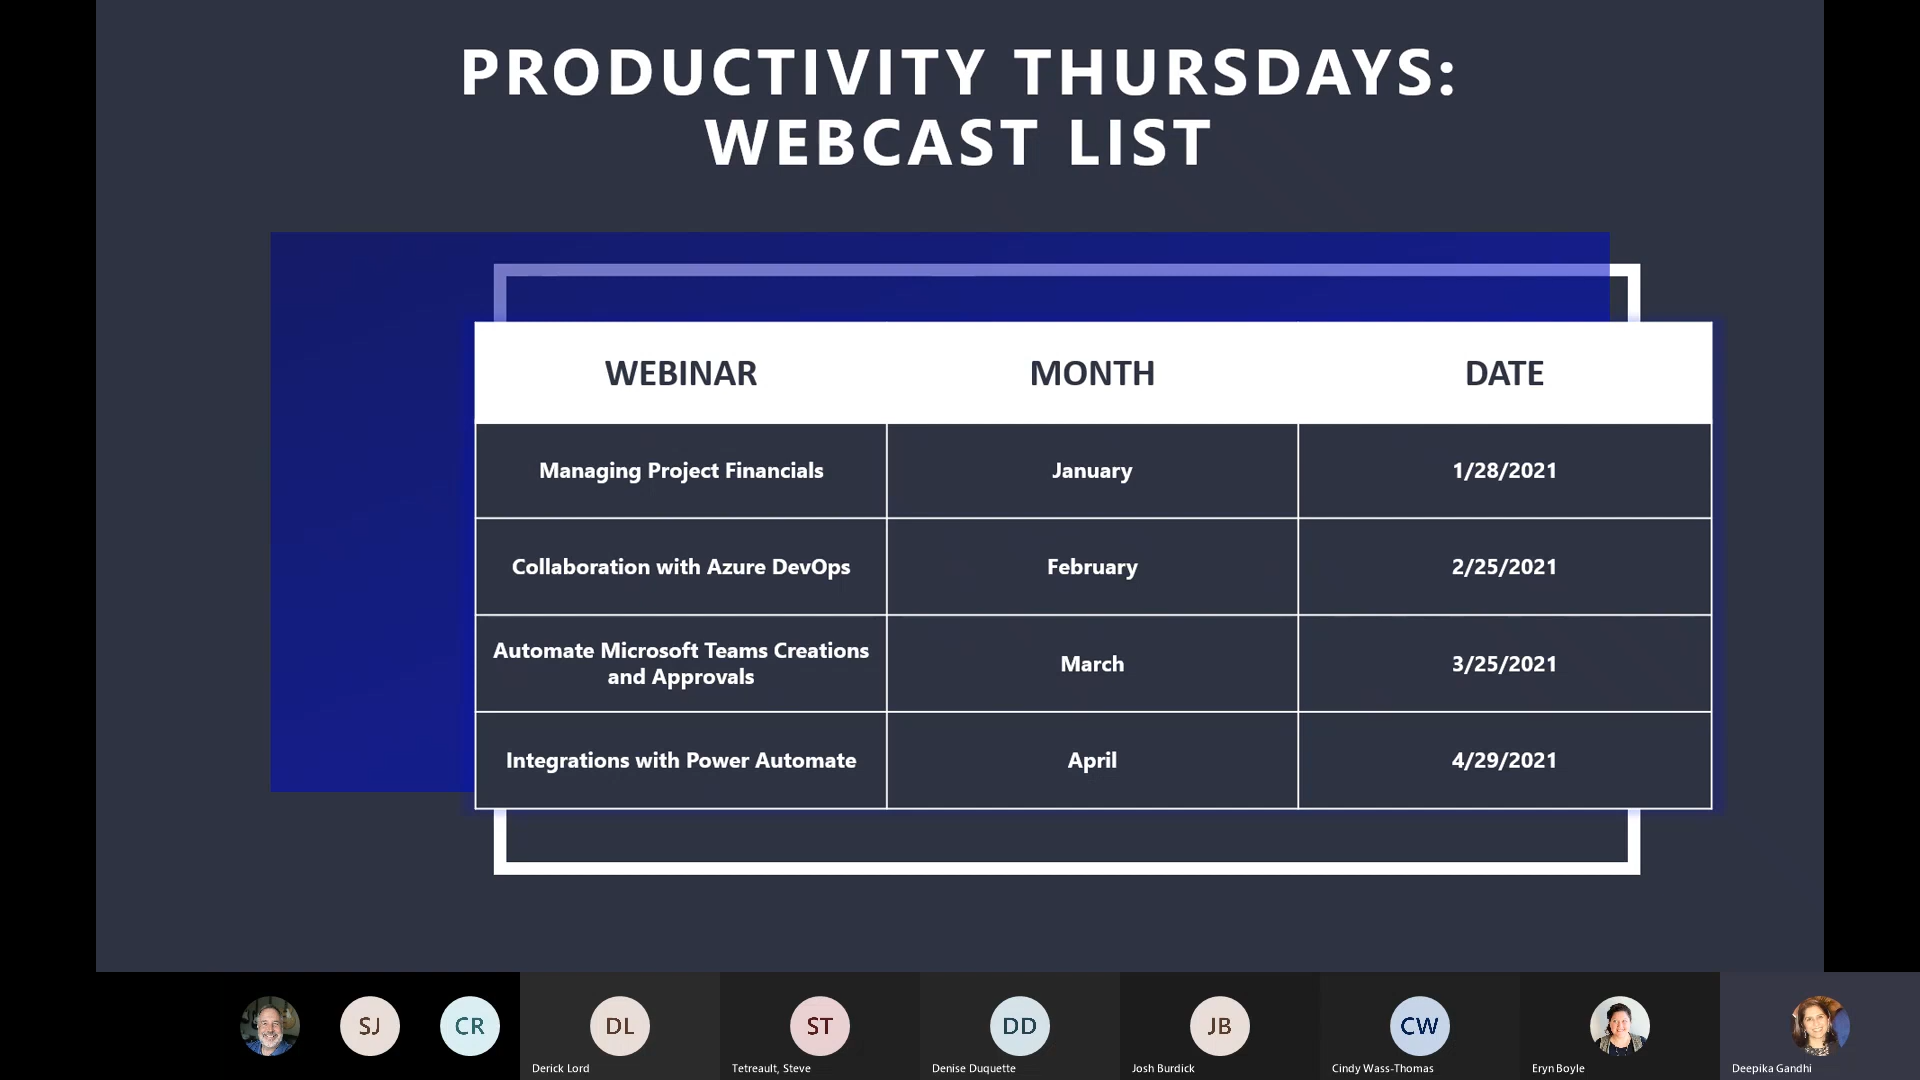 PRODUCTIVITY THURSDAYS:
WEBCAST LIST
WEBINAR MONTH DATE
Managing Project Financials January 1/28/2021
Collaboration with Azure DevOps February 2/25/2021
Automate Microsoft Teams Creations
and Approvals March 3/25/2021
Integrations with Power Automate April 4/29/2021
SJ CR DL ST DD JB CW
Derick Lord Tetreault, Steve Denise Duquette Josh Burdick Cindy Wass-Thomas Eryn Boyle Deepika Gandhi